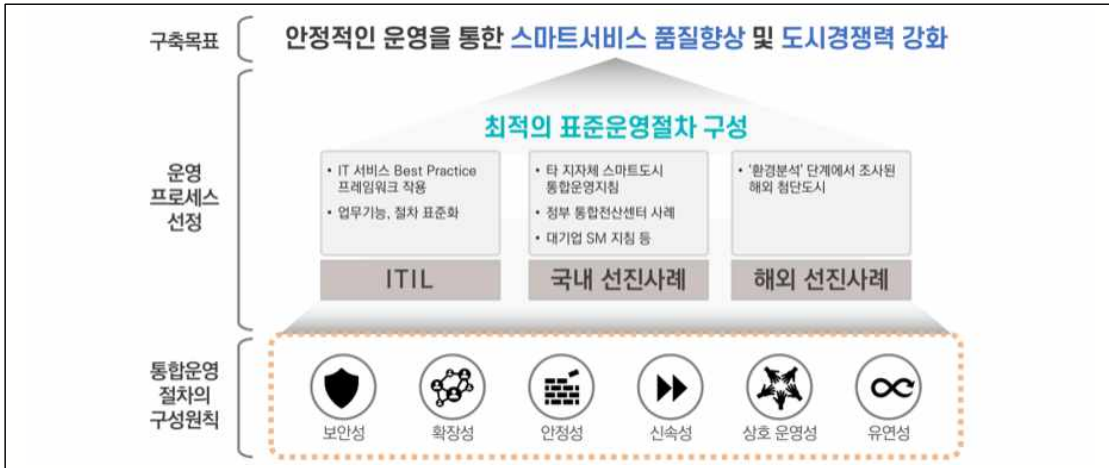 구축목표
안정적인 운영을 통한 스마트서비스 품질향상 및 도시경쟁력 강화
운영
프로세스
선정
최적의 표준운영절차 구성
• IT 서비스 Best Practice
프레임워크 작용
• 업무기능, 절차 표준화
ITIL
• 타 지자체 스마트도시
통합운영지침
• 정부 통합전산센터 사례
• 대기업 SM 지침 등
국내 선진사례
• '환경분석' 단계에서 조사된
해외 첨단도시
해외 선진사례
통합운영
절차의
구성원칙
보안성
확장성
안정성
신속성
상호 운영성
유연성